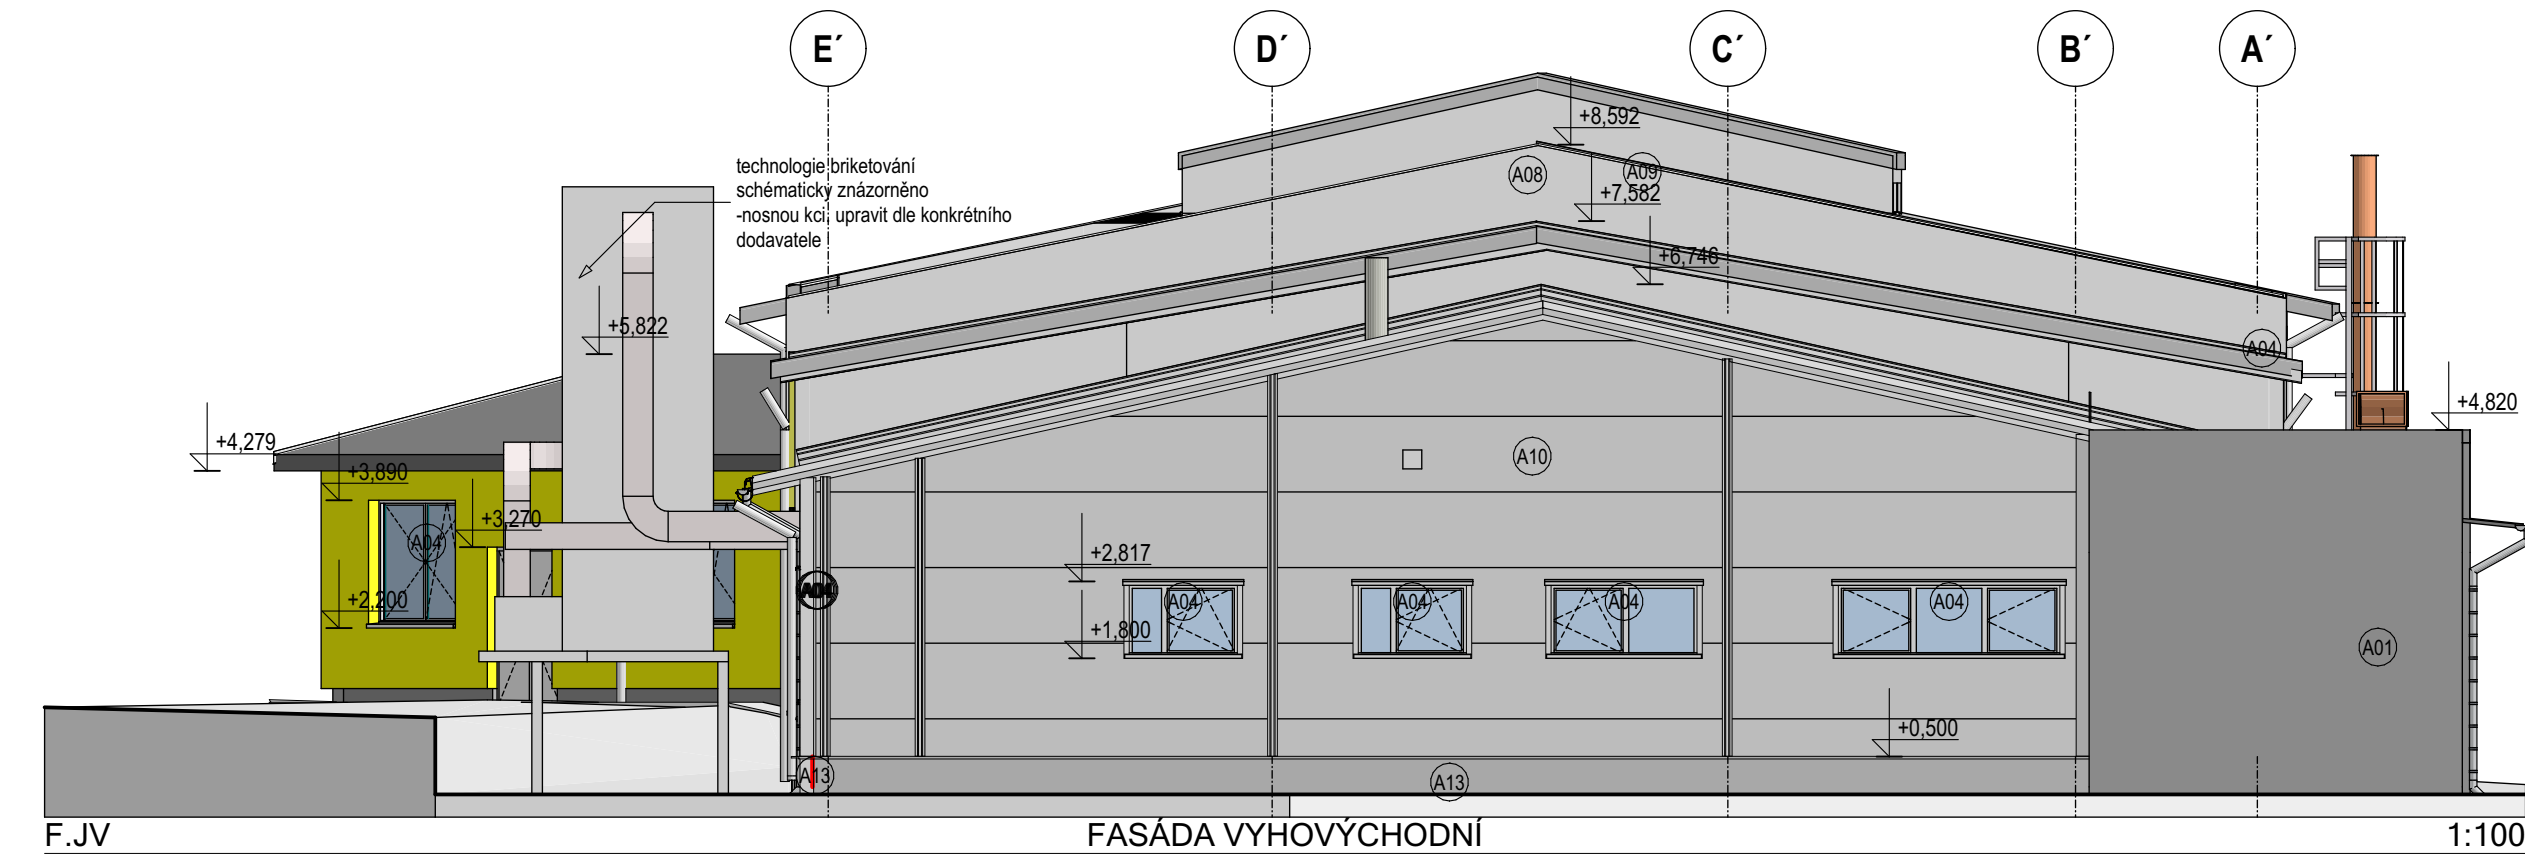 E´
D´
C´
B´
A´
+8,592
technologie briketování
schématicky znázorněno
-nosnou kci. upravit dle konkrétního
dodavatele
A08
A09
+7,582
+6,746
+5,822
A04
+4,820
+4,279
+3,890
A10
+3,270
A04
+2,817
A04
+2,200
A04
A04
A04
A04
+1,800
A01
+0,500
A13
A13
F.JV
FASÁDA VYHOVÝCHODNÍ
1:100